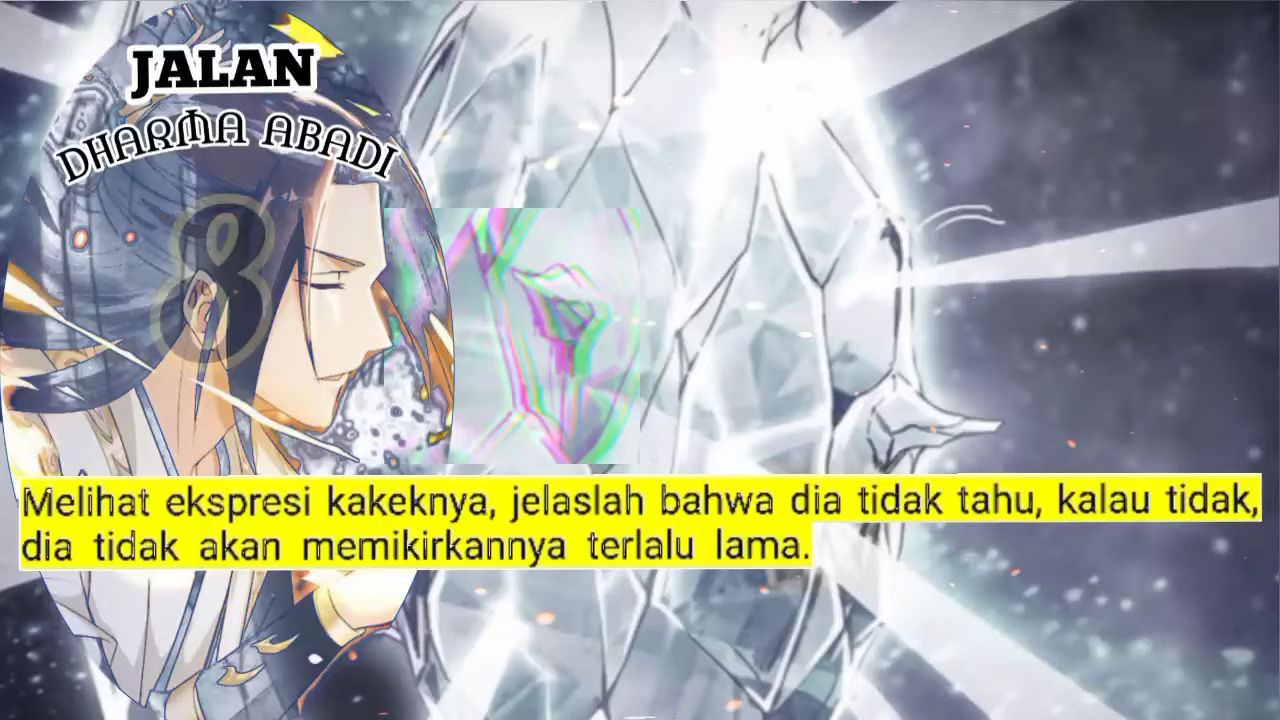 JALAN
DHARMA ABADI
8
Melihat ekspresi kakeknya, jelaslah bahwa dia tidak tahu, kalau tidak,
dia tidak akan memikirkannya terlalu lama.